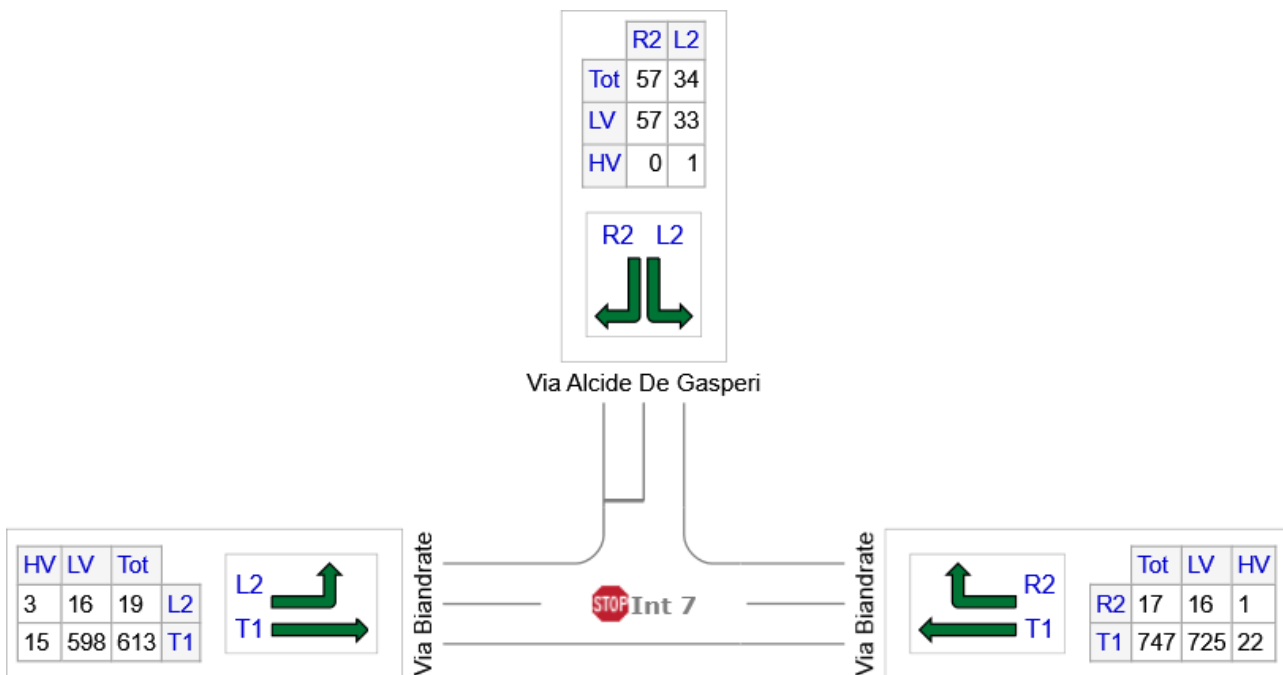 R2 L2
Tot 57 34
LV 57 33
HV 0 1
R2 L2
Via Alcide De Gasperi
HV LV Tot
3 16 19 L2
15 598 613 T1
L2
T1
Via Biandrate
STOP Int 7
Via Biandrate
R2
T1
Tot LV HV
R2 17 16 1
T1 747 725 22